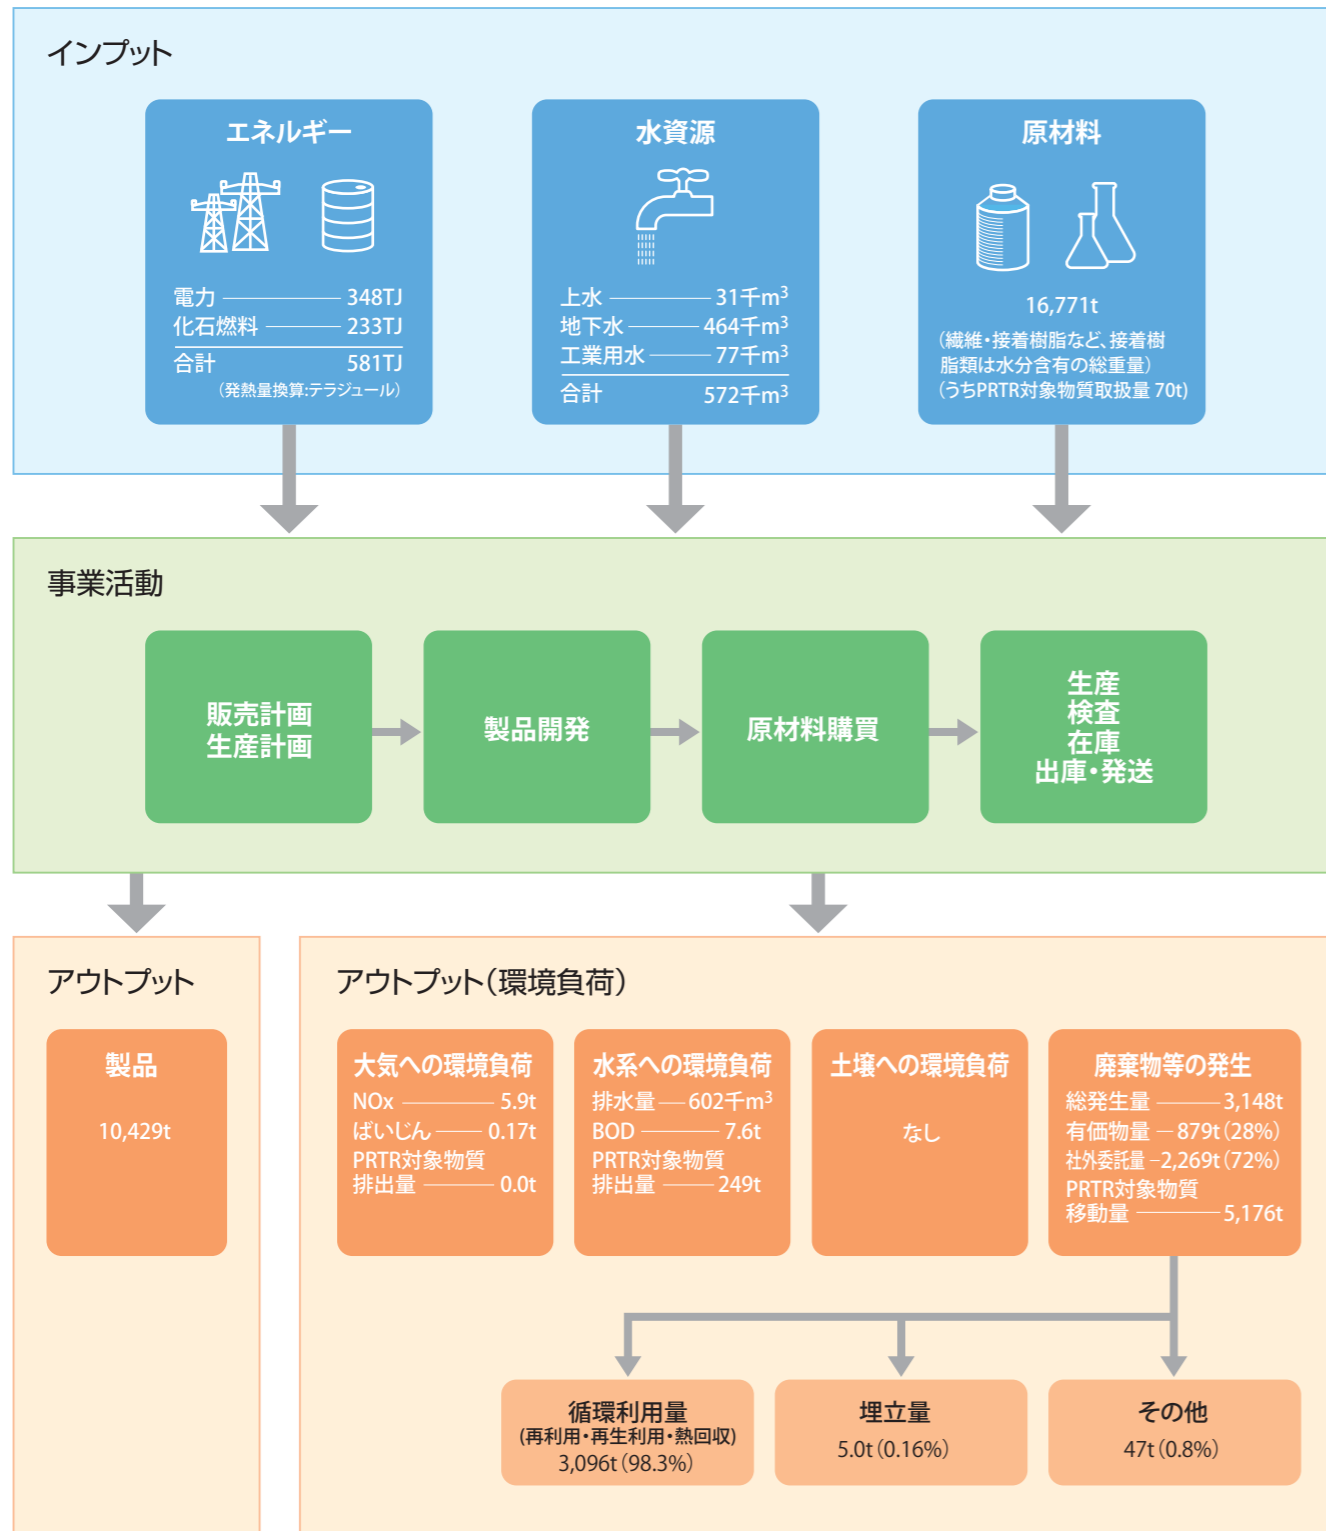 インプット
エネルギー
電力 348TJ
化石燃料 233TJ
合計 581TJ
(発熱量換算:テラジュール)
水資源
上水 31千m³
地下水 464千m³
工業用水 77千m³
合計 572千m³
原材料
16,771t
(繊維・接着樹脂など、接着樹
脂類は水分含有の総重量)
(うちPRTR対象物質取扱量 70t)
事業活動
販売計画
生産計画
製品開発
原材料購買
生産
検査
在庫
出庫・発送
アウトプット
製品
10,429t
アウトプット(環境負荷)
大気への環境負荷
NOx 5.9t
ばいじん 0.17t
PRTR対象物質
排出量 0.0t
水系への環境負荷
排水量 602千m³
BOD 7.6t
PRTR対象物質
排出量 249t
土壌への環境負荷
なし
廃棄物等の発生
総発生量 3,148t
有価物量 879t(28%)
社外委託量 2,269t(72%)
PRTR対象物質
移動量 5,176t
循環利用量
(再利用・再生利用・熱回収)
3,096t(98.3%)
埋立量
5.0t(0.16%)
その他
47t(0.8%)